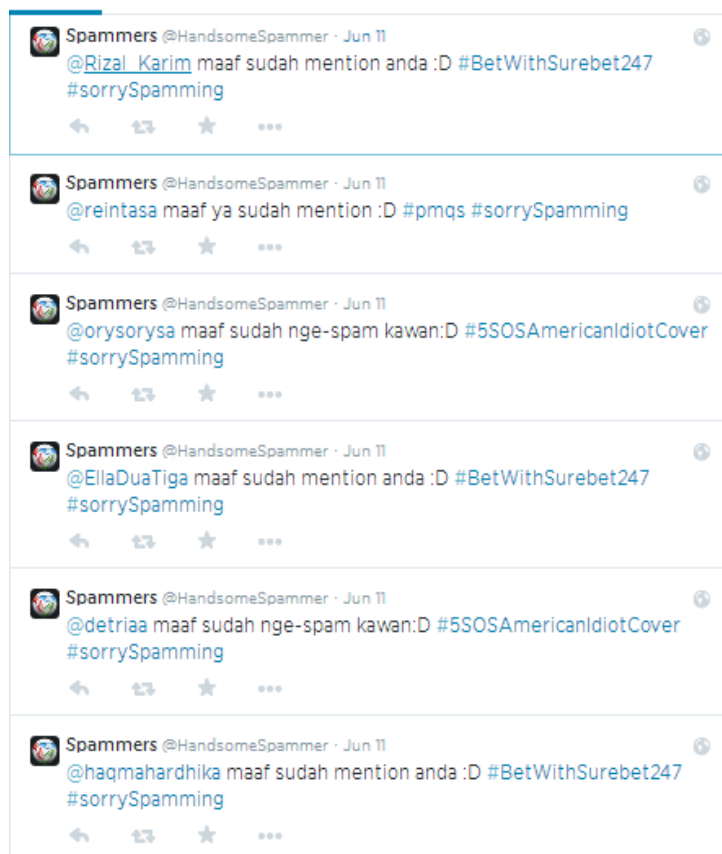 Spammers @HandsomeSpammer · Jun 11
@Rizal_Karim maaf sudah mention anda :D #BetWithSurebet247
#sorrySpamming
Spammers @HandsomeSpammer · Jun 11
@reintasa maaf ya sudah mention :D #pmqs #sorrySpamming
Spammers @HandsomeSpammer · Jun 11
@orysorysa maaf sudah nge-spam kawan:D #5SOSAmericanIdiotCover
#sorrySpamming
Spammers @HandsomeSpammer · Jun 11
@EllaDuaTiga maaf sudah mention anda :D #BetWithSurebet247
#sorrySpamming
Spammers @HandsomeSpammer · Jun 11
@detriaa maaf sudah nge-spam kawan:D #5SOSAmericanIdiotCover
#sorrySpamming
Spammers @HandsomeSpammer · Jun 11
@haqmahardhika maaf sudah mention anda :D #BetWithSurebet247
#sorrySpamming